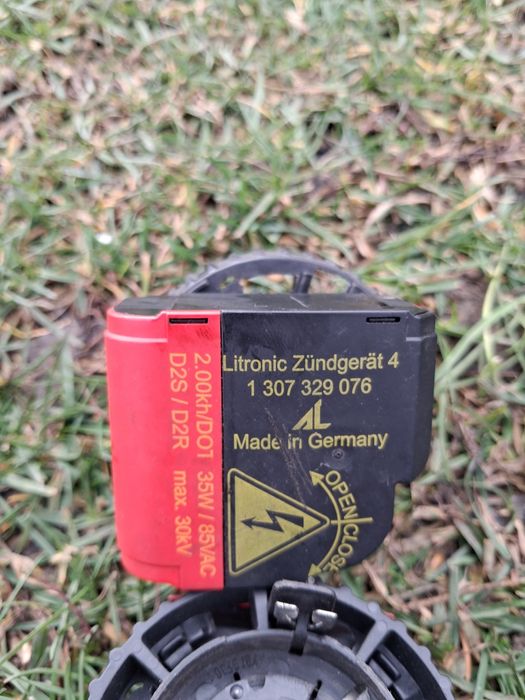 Litronic Zündgerät 4
1 307 329 076
AL
Made in Germany
OPEN/CLOSE
2.00kh/DOT 35W / 85VAC
D2S / D2R max. 30kV